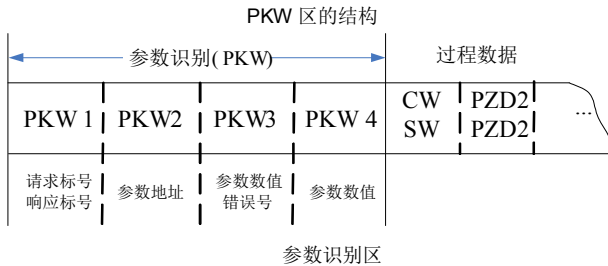 PKW 区的结构
参数识别( PKW)
过程数据
PKW 1
PKW2
PKW3
PKW 4
CW
SW
PZD2
PZD2
...
请求标号
响应标号
参数地址
参数数值
错误号
参数数值
参数识别区